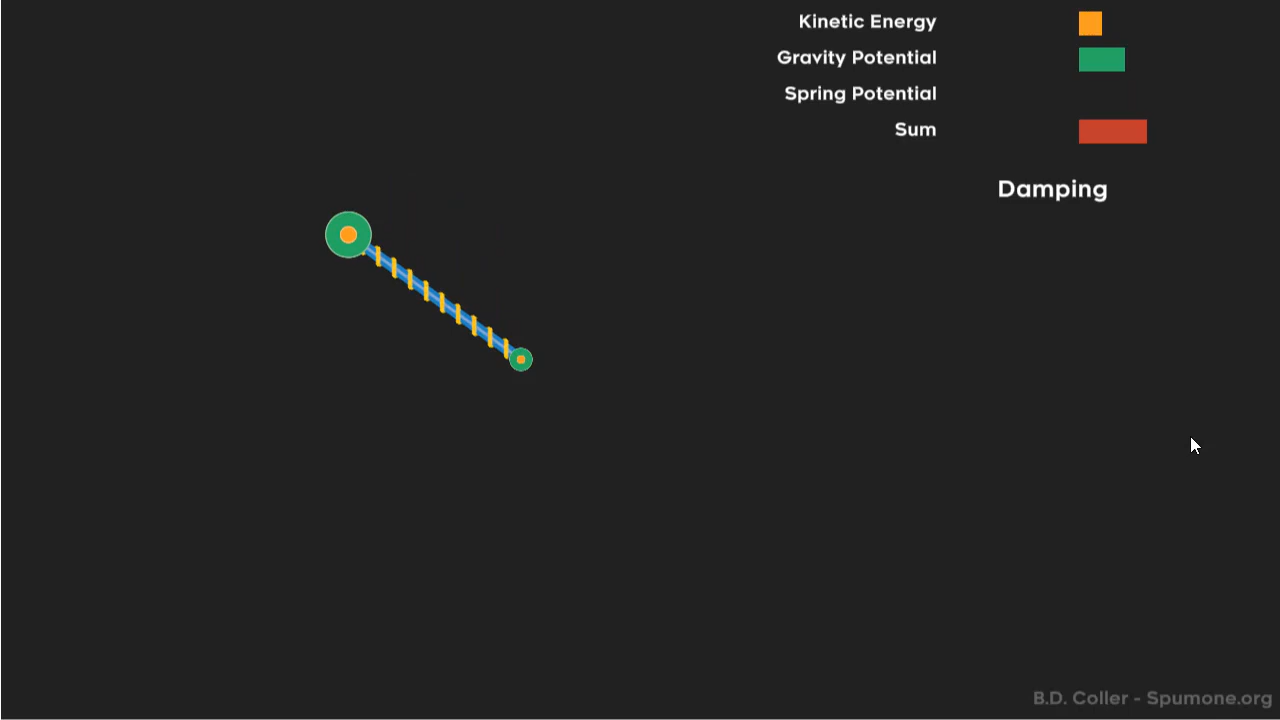 Kinetic Energy
Gravity Potential
Spring Potential
Sum
Damping
B.D. Coller - Spumone.org